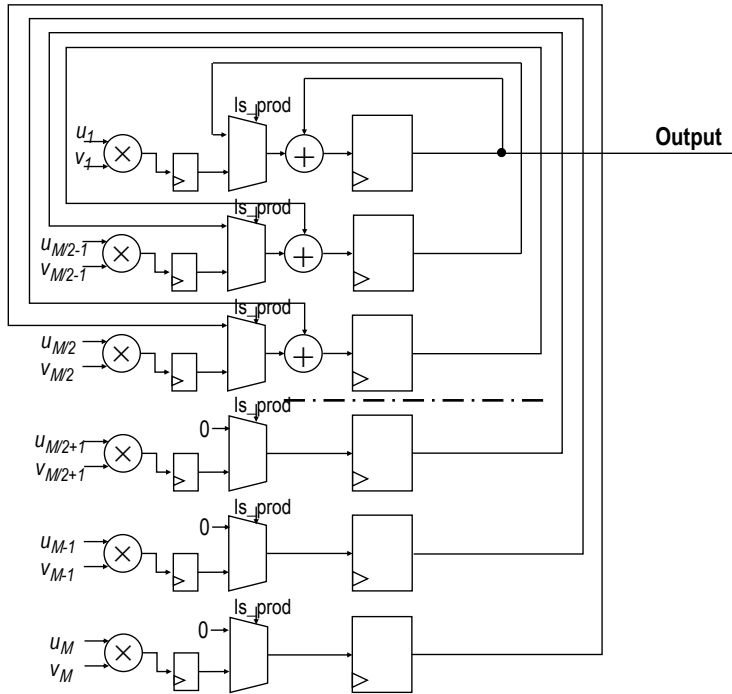 Is_prod
u1
v1
Output
Is_prod
uM/2-1
vM/2-1
Is_prod
uM/2
vM/2
Is_prod
0
uM/2+1
vM/2+1
Is_prod
0
uM-1
vM-1
Is_prod
0
uM
vM